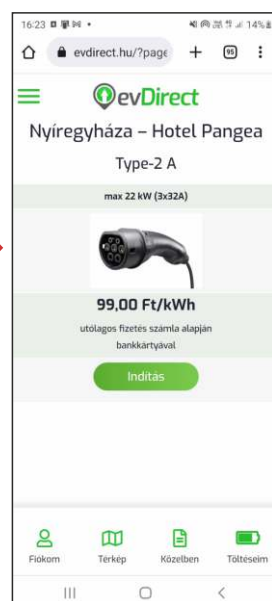 16:23
14%
evdirect.hu/?page
95
evDirect
Nyíregyháza – Hotel Pangea
Type-2 A
max 22 kW (3x32A)
99,00 Ft/kWh
utólagos fizetés számla alapján
bankkártyával
Indítás
Fiókom Térkép Közelben Töltéseim